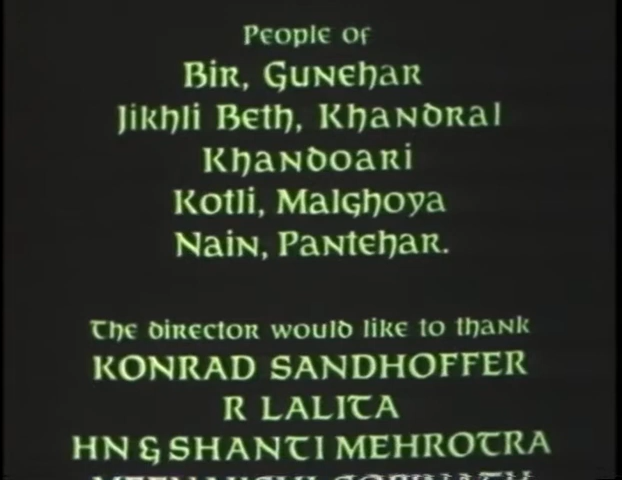 People of
Bir, Gunehar
Jikhli Beth, Khandral
Khandoari
Kotli, Malghoya
Nain, Pantehar.
The director would like to thank
KONRAD SANDHOFFER
R LALITA
HN & SHANTI MEHROTRA